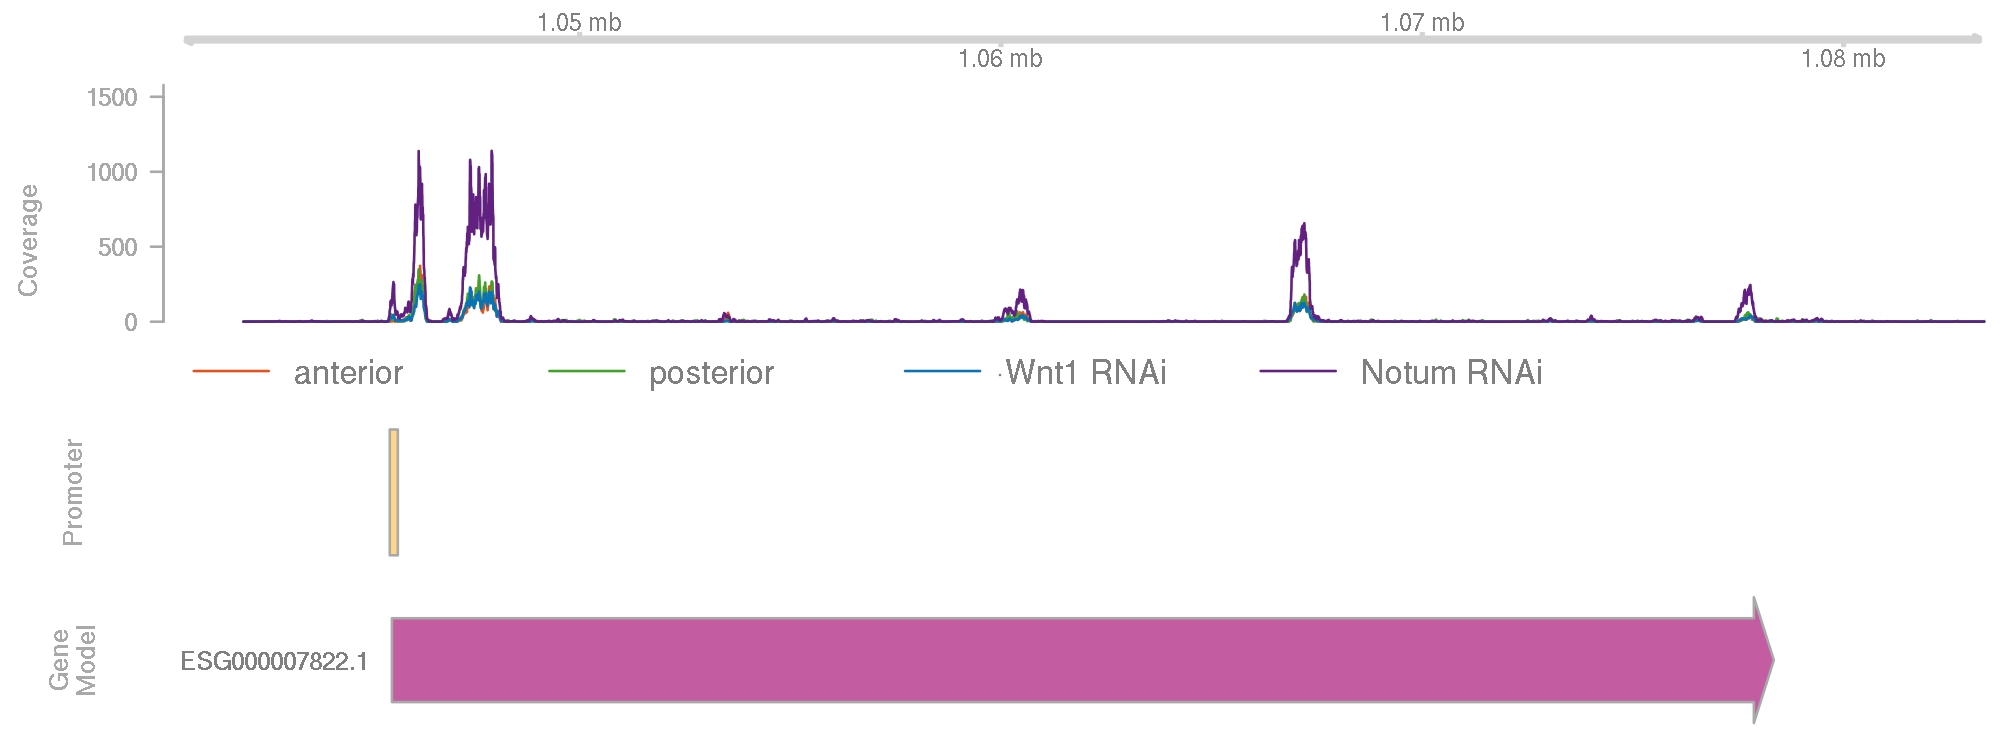 1.05 mb
1.07 mb
1.06 mb
1.08 mb
Coverage
1500
1000
500
0
anterior
posterior
Wnt1 RNAi
Notum RNAi
Promoter
Gene
Model
ESG000007822.1